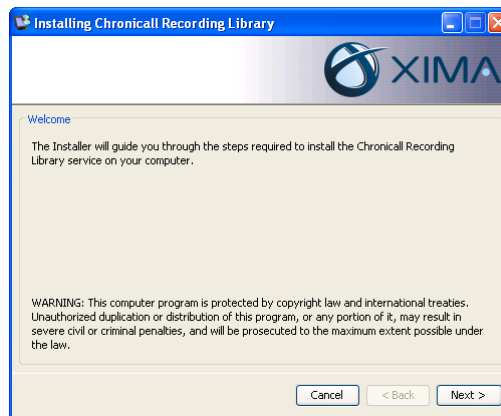 Installing Chronicall Recording Library
XIMA
Welcome
The Installer will guide you through the steps required to install the Chronicall Recording
Library service on your computer.
WARNING: This computer program is protected by copyright law and international treaties.
Unauthorized duplication or distribution of this program, or any portion of it, may result in
severe civil or criminal penalties, and will be prosecuted to the maximum extent possible under
the law.
Cancel
< Back
Next >